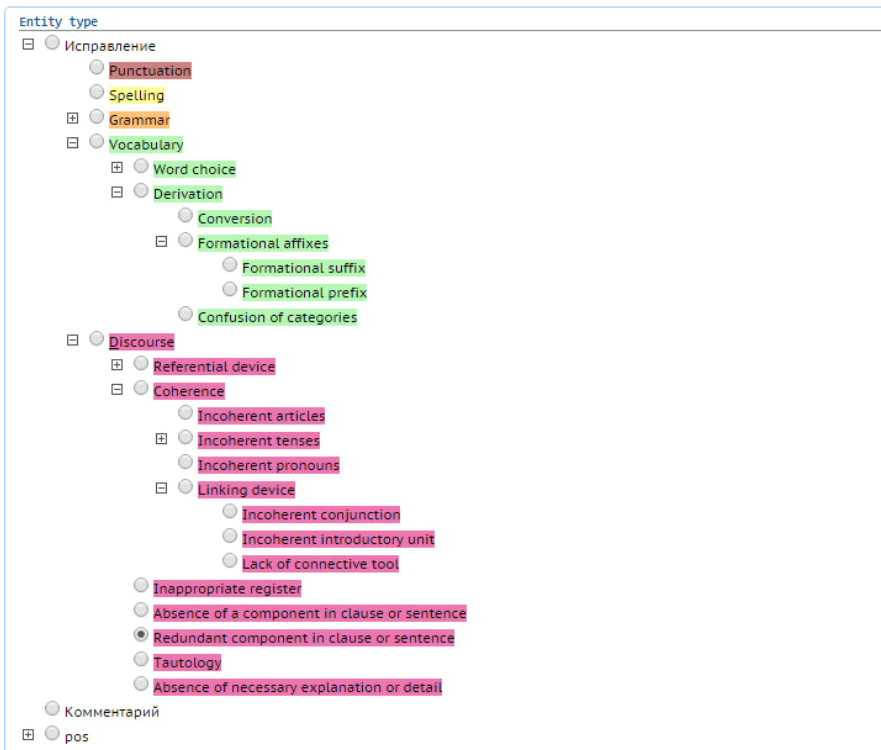 Entity type
Исправление
Punctuation
Spelling
Grammar
Vocabulary
Word choice
Derivation
Conversion
Formational affixes
Formational suffix
Formational prefix
Confusion of categories
Discourse
Referential device
Coherence
Incoherent articles
Incoherent tenses
Incoherent pronouns
Linking device
Incoherent conjunction
Incoherent introductory unit
Lack of connective tool
Inappropriate register
Absence of a component in clause or sentence
Redundant component in clause or sentence
Tautology
Absence of necessary explanation or detail
Комментарий
pos